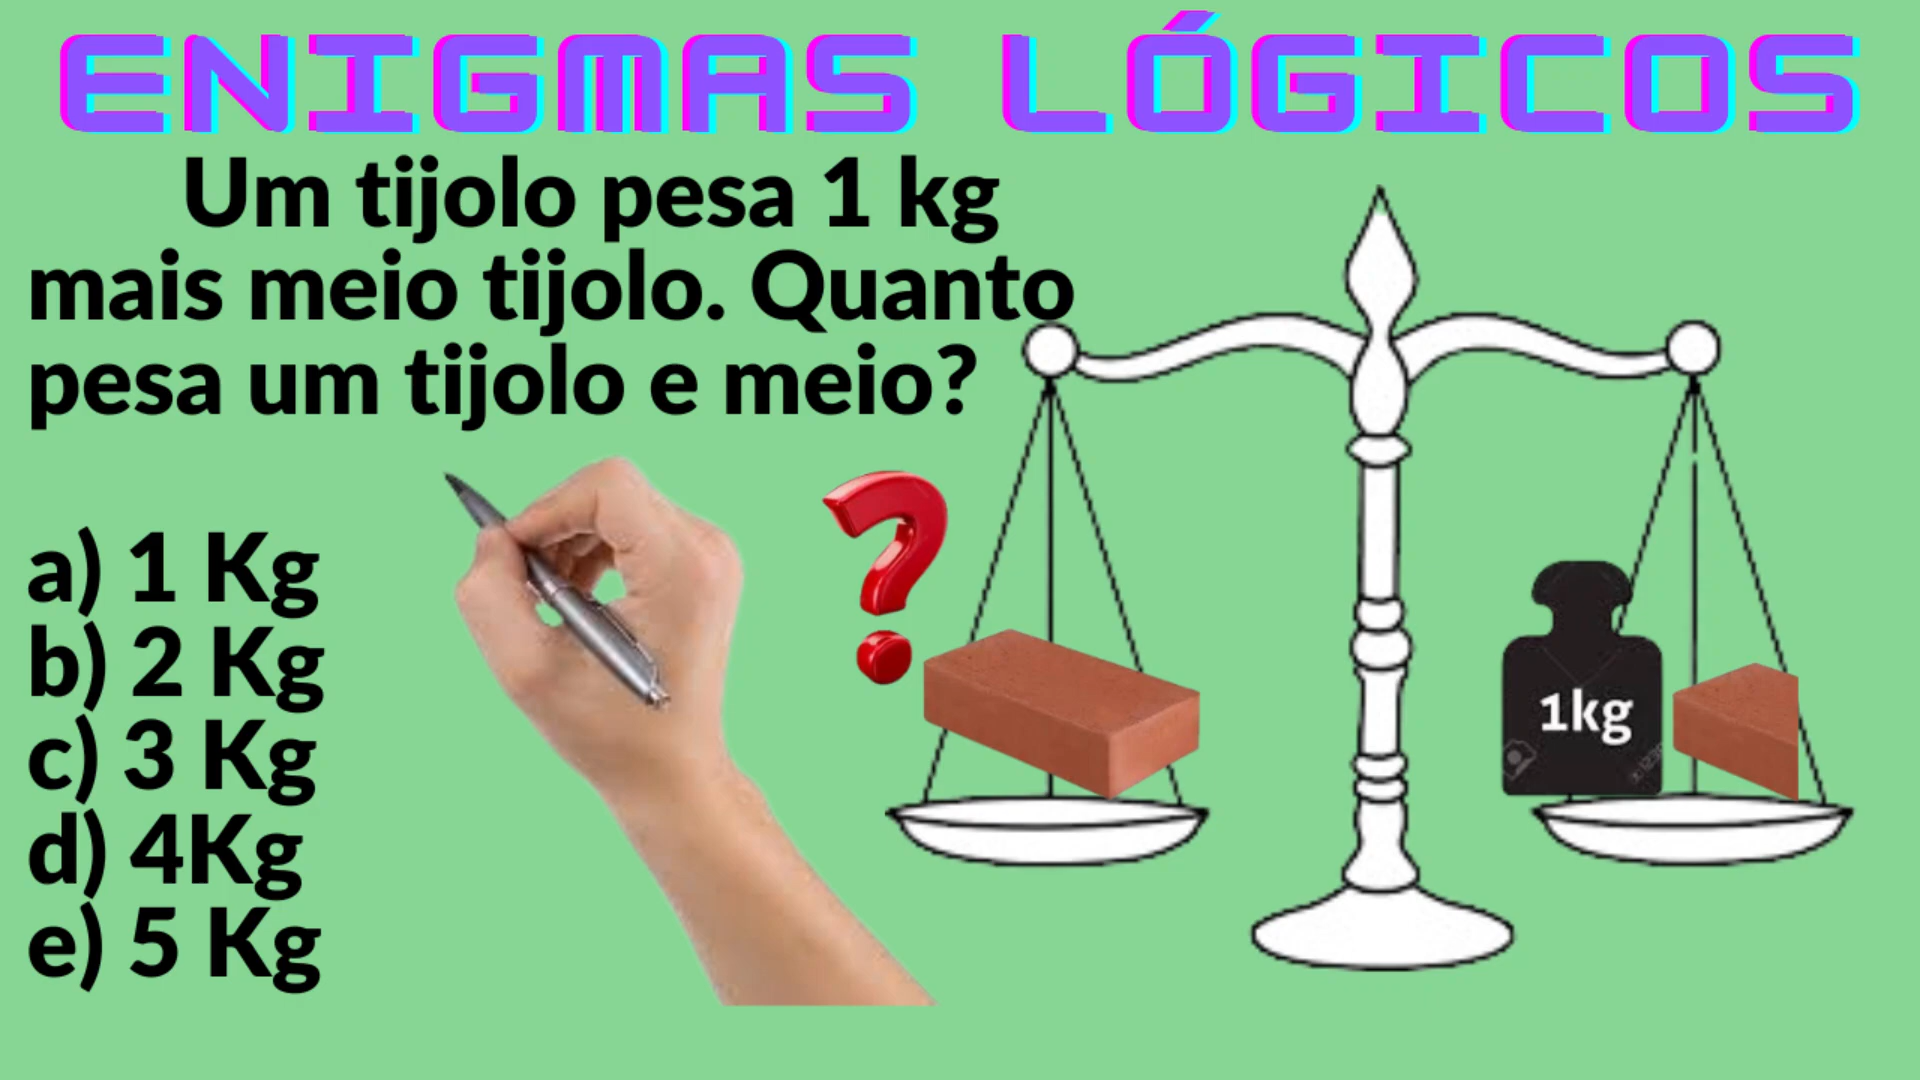 ENIGMAS LÓGICOS
Um tijolo pesa 1 kg
mais meio tijolo. Quanto
pesa um tijolo e meio?
a) 1 Kg
b) 2 Kg
c) 3 Kg
d) 4Kg
e) 5 Kg
1kg